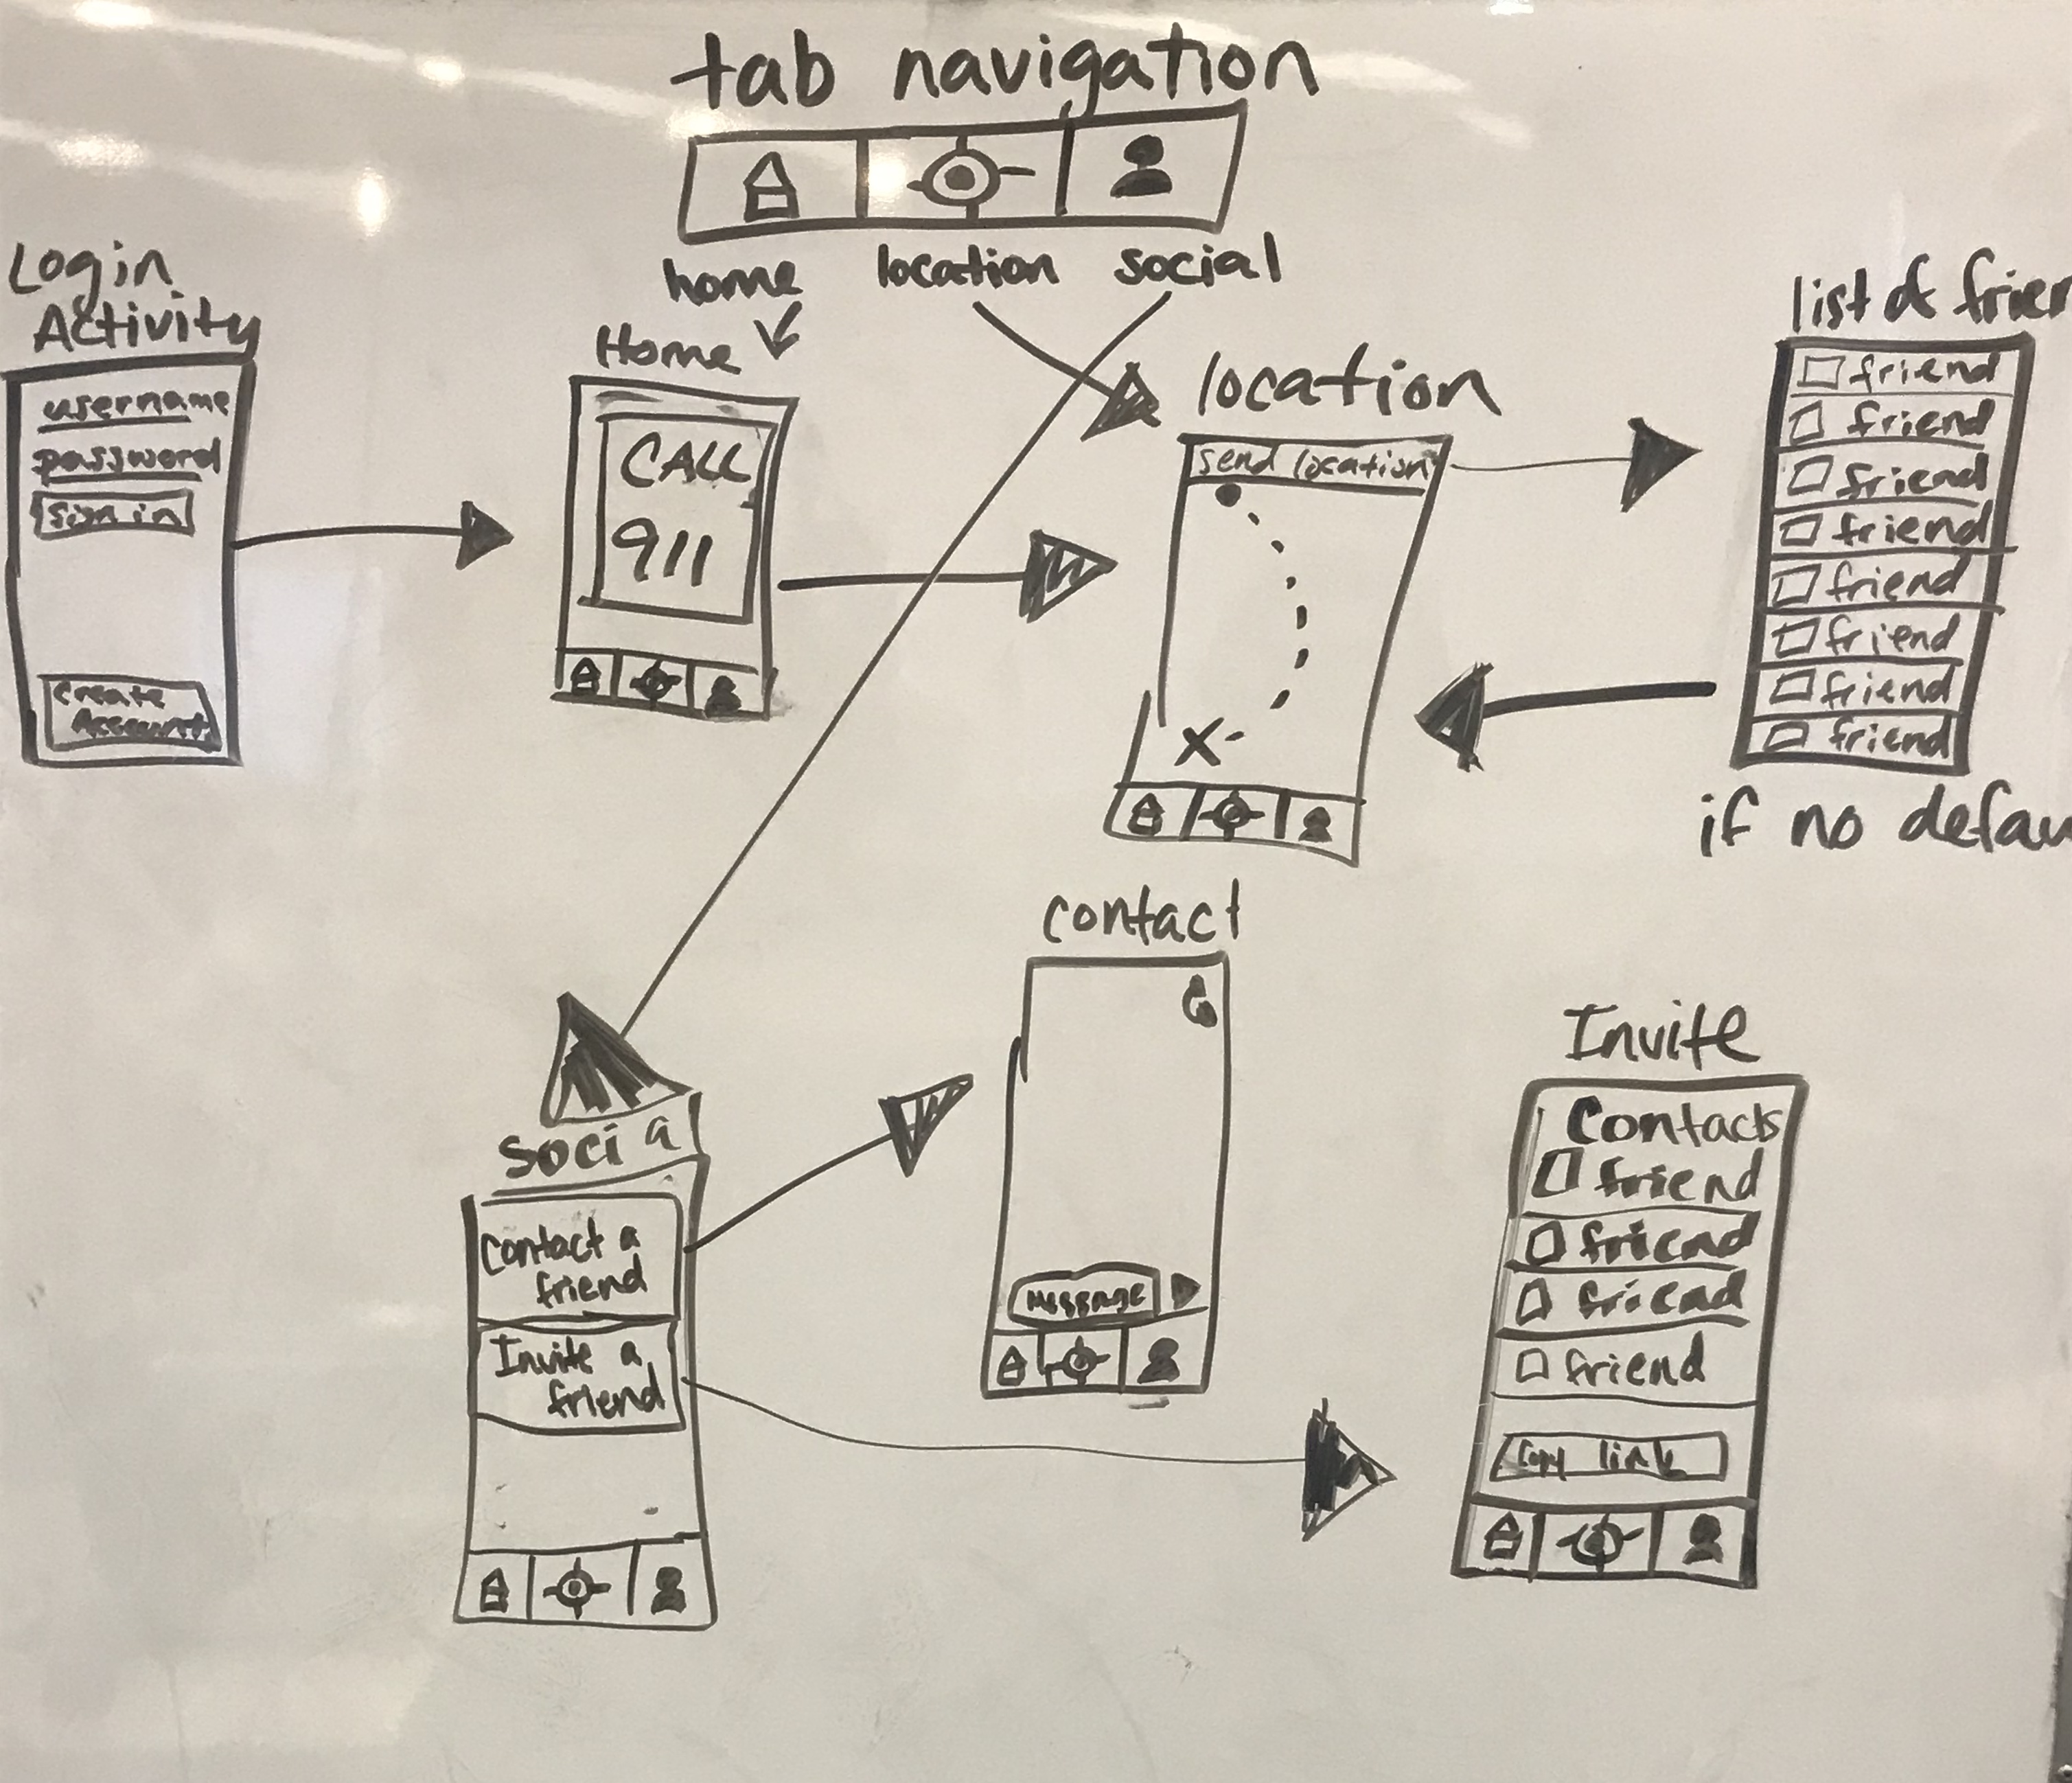 tab navigation
home location social
Login
Activity
username
password
sign in
Create
Account
Home
CALL
911
location
send location
list of frien
friend
friend
friend
friend
friend
friend
friend
friend
if no defau
contact
message
socia
Contact a
friend
Invite a
friend
Invite
Contacts
friend
friend
friend
friend
Copy link